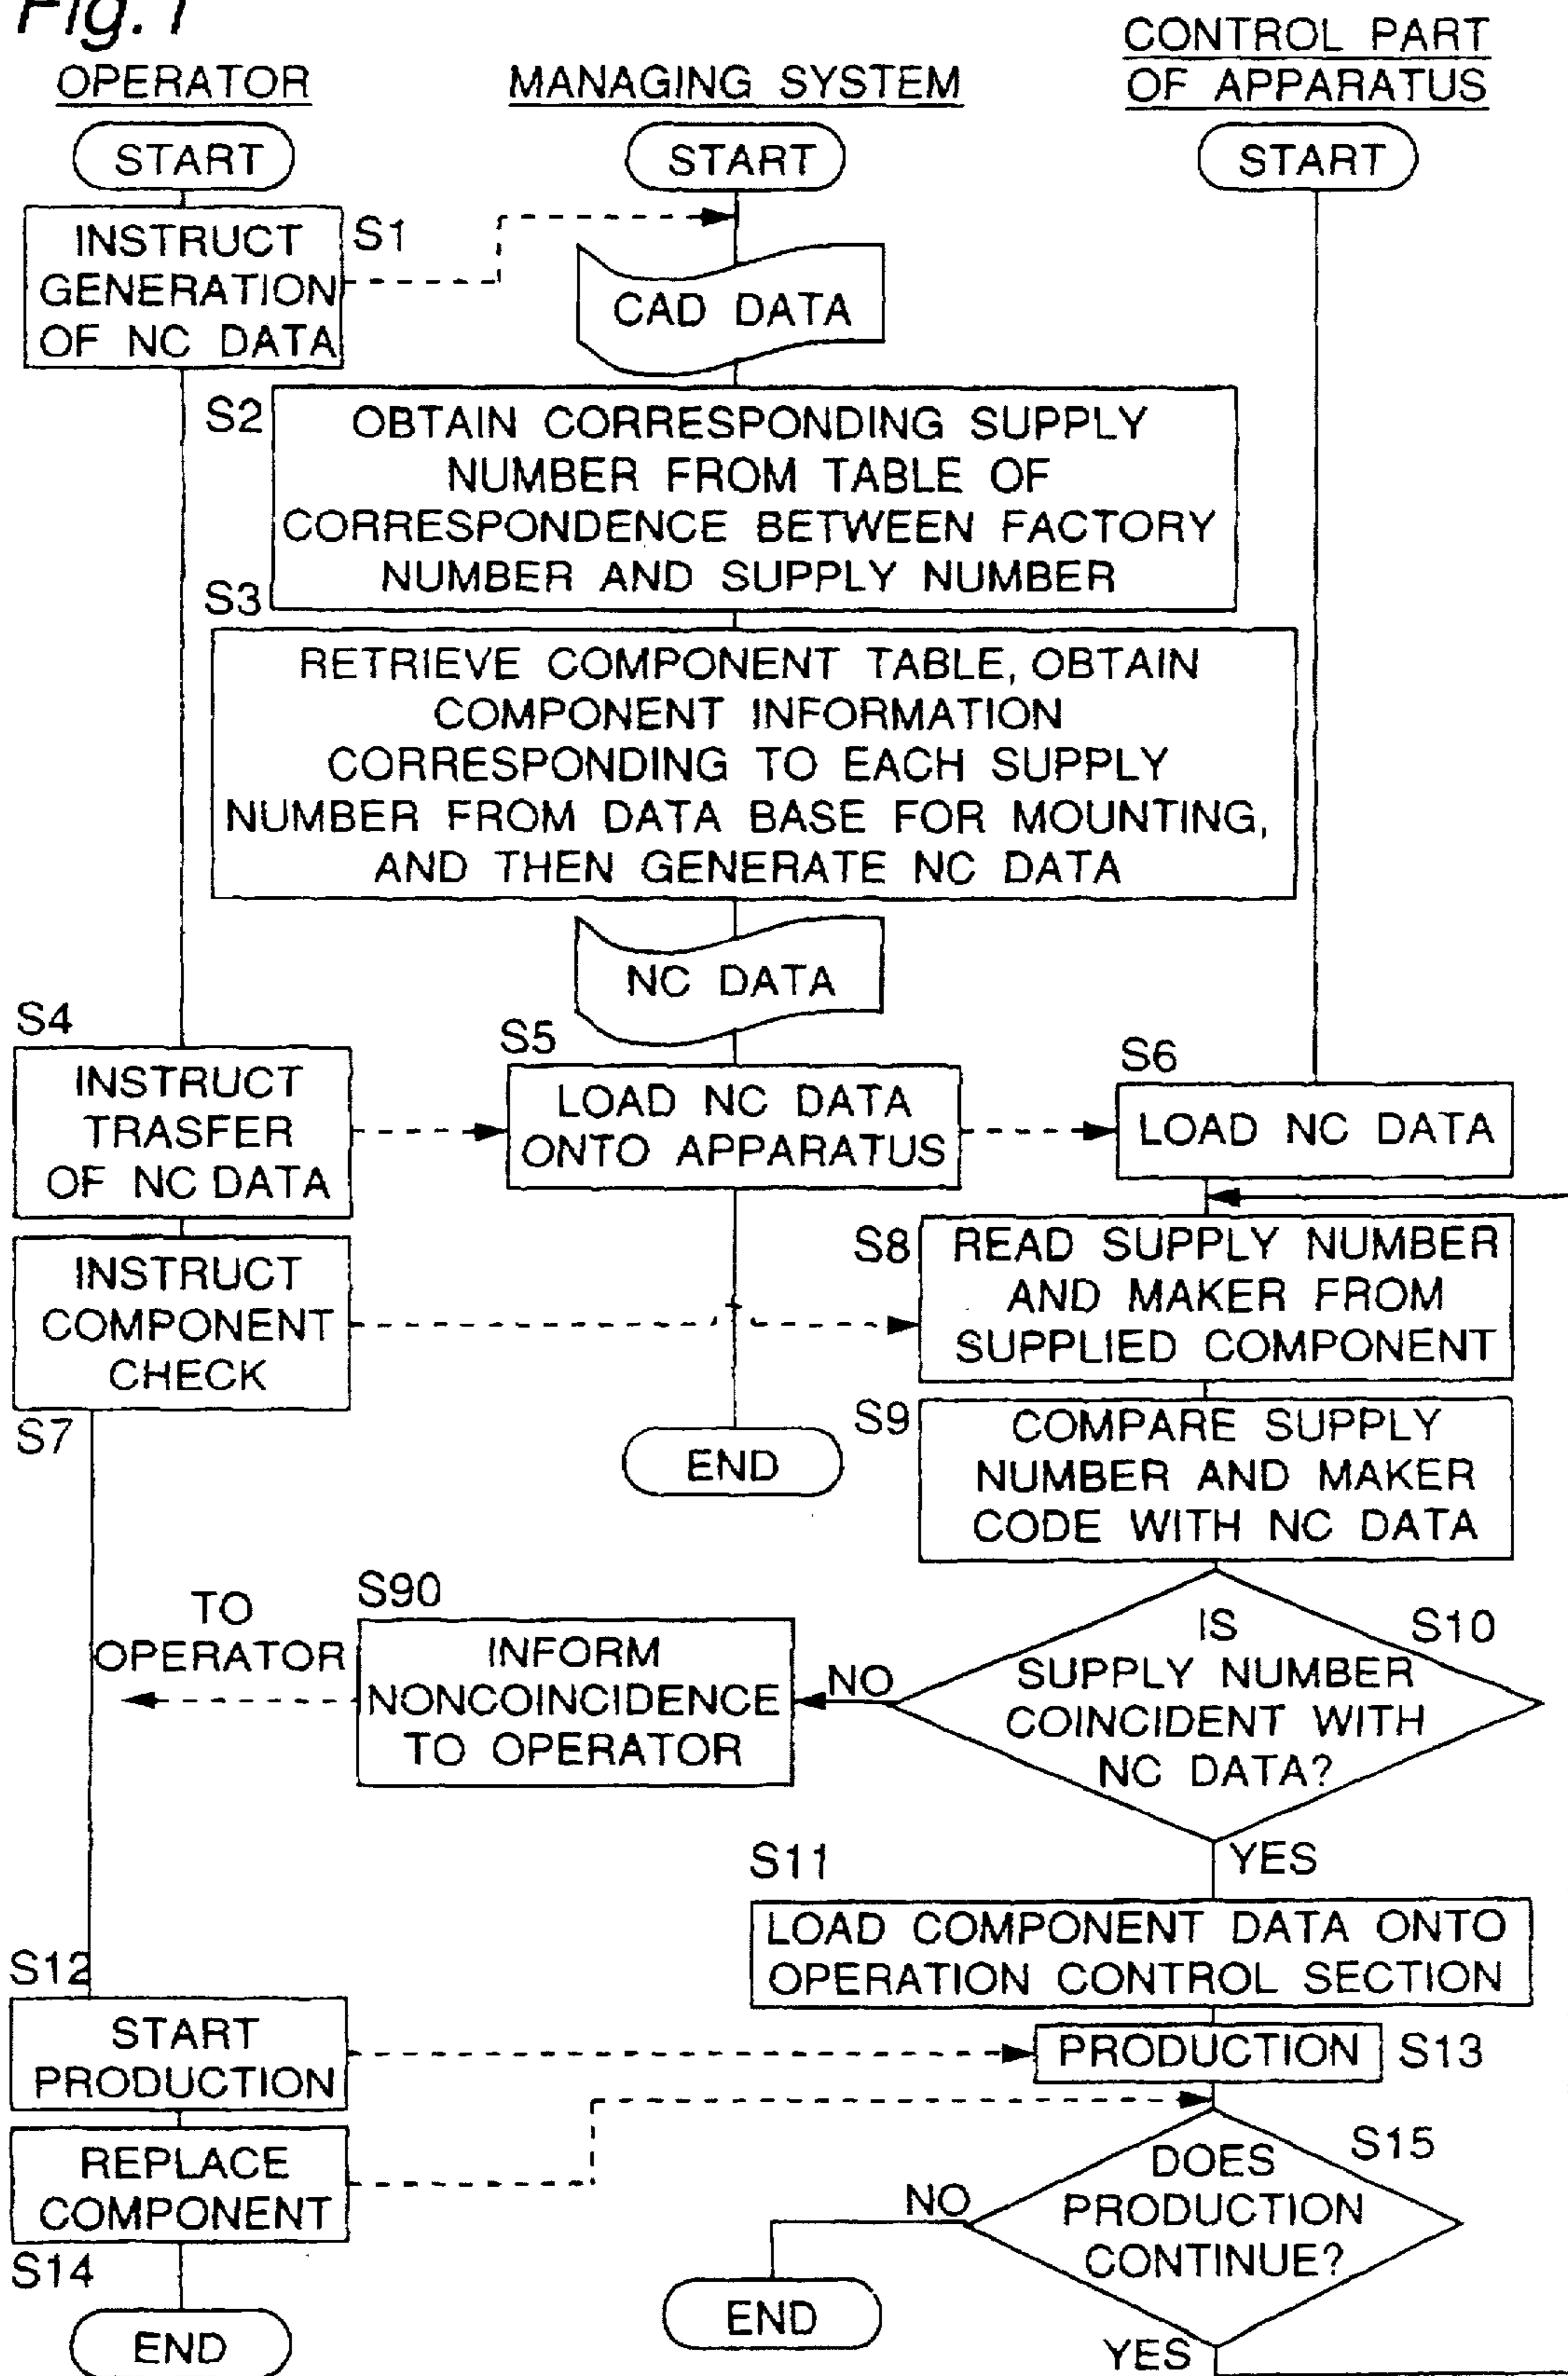 Fig. 1
OPERATOR
MANAGING SYSTEM
CONTROL PART
OF APPARATUS
START
START
START
INSTRUCT
GENERATION
OF NC DATA
S1
CAD DATA
S2
OBTAIN CORRESPONDING SUPPLY
NUMBER FROM TABLE OF
CORRESPONDENCE BETWEEN FACTORY
NUMBER AND SUPPLY NUMBER
S3
RETRIEVE COMPONENT TABLE, OBTAIN
COMPONENT INFORMATION
CORRESPONDING TO EACH SUPPLY
NUMBER FROM DATA BASE FOR MOUNTING,
AND THEN GENERATE NC DATA
NC DATA
S4
INSTRUCT
TRASFER
OF NC DATA
S5
LOAD NC DATA
ONTO APPARATUS
S6
LOAD NC DATA
INSTRUCT
COMPONENT
CHECK
S7
S8
READ SUPPLY NUMBER
AND MAKER FROM
SUPPLIED COMPONENT
END
S9
COMPARE SUPPLY
NUMBER AND MAKER
CODE WITH NC DATA
S10
IS
SUPPLY NUMBER
COINCIDENT WITH
NC DATA?
NO
S90
INFORM
NONCOINCIDENCE
TO OPERATOR
TO
OPERATOR
YES
S11
LOAD COMPONENT DATA ONTO
OPERATION CONTROL SECTION
S12
START
PRODUCTION
PRODUCTION
S13
REPLACE
COMPONENT
S14
S15
DOES
PRODUCTION
CONTINUE?
NO
END
END
YES